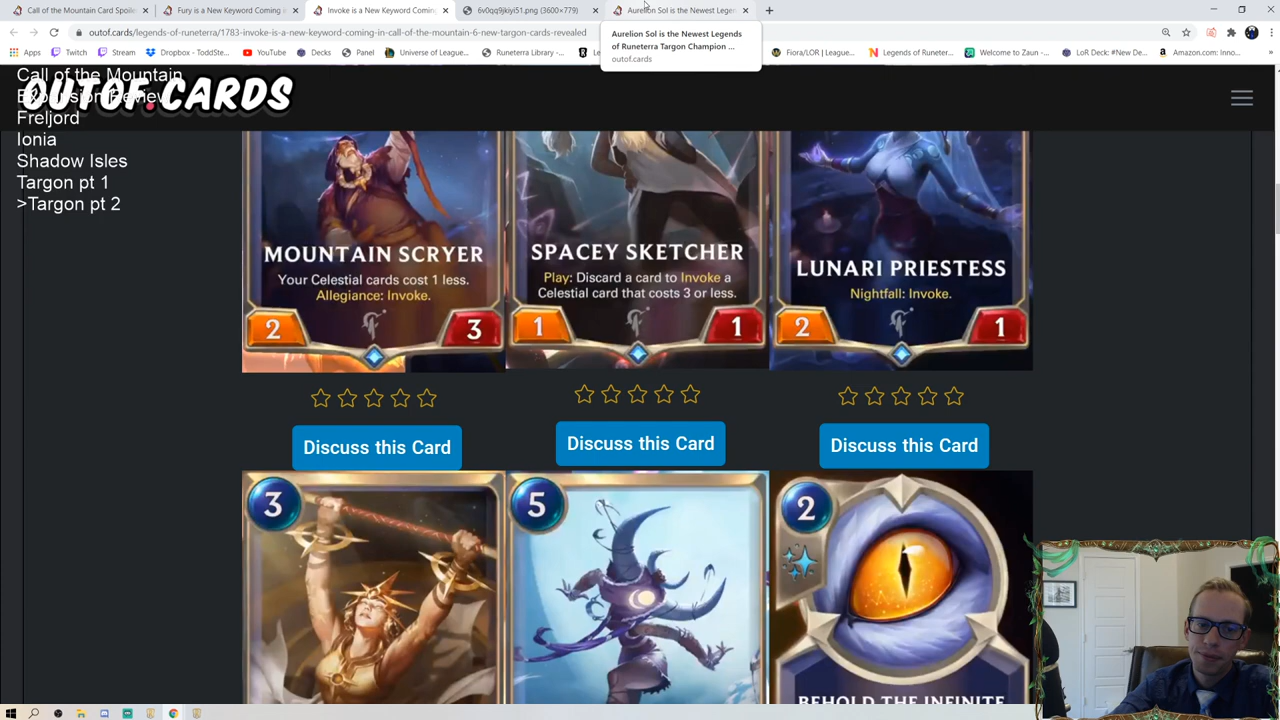 Call of the Mountain Card Spoile
Fury is a New Keyword Coming i
Invoke is a New Keyword Coming
6v0qq9jkiyi51.png (3600×779)
Aurelion Sol is the Newest Legen
outof.cards/legends-of-runeterra/1783-invoke-is-a-new-keyword-coming-in-call-of-the-mountain-6-new-targon-cards-revealed
Aurelion Sol is the Newest Legends
of Runeterra Targon Champion ...
outof.cards
Apps
Twitch
Stream
Dropbox - ToddSte...
YouTube
Decks
Panel
Universe of League...
Runeterra Library -...
Fiora/LOR | League...
Legends of Runeter...
Welcome to Zaun -...
LoR Deck: #New De...
Amazon.com: Inno...
OUTOF.CARDS
Call of the Mountain
Expansion Review
Freljord
Ionia
Shadow Isles
Targon pt 1
>Targon pt 2
MOUNTAIN SCRYER
Your Celestial cards cost 1 less.
Allegiance: Invoke.
2
3
SPACEY SKETCHER
Play: Discard a card to Invoke a
Celestial card that costs 3 or less.
1
1
LUNARI PRIESTESS
Nightfall: Invoke.
2
1
Discuss this Card
Discuss this Card
Discuss this Card
3
5
2
BEHOLD THE INFINITE